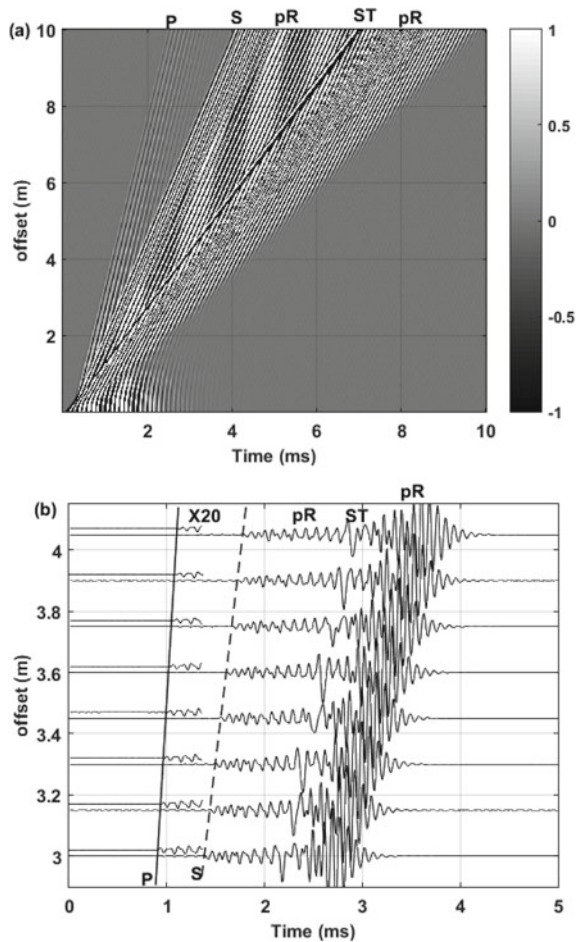 (a)
P S pR ST pR
10
8
6
4
2
offset (m)
2 4 6 8 10
Time (ms)
1
0.5
0
-0.5
-1
(b)
pR
X20 pR ST
4
3.8
3.6
3.4
3.2
3
offset (m)
P S
0 1 2 3 4 5
Time (ms)